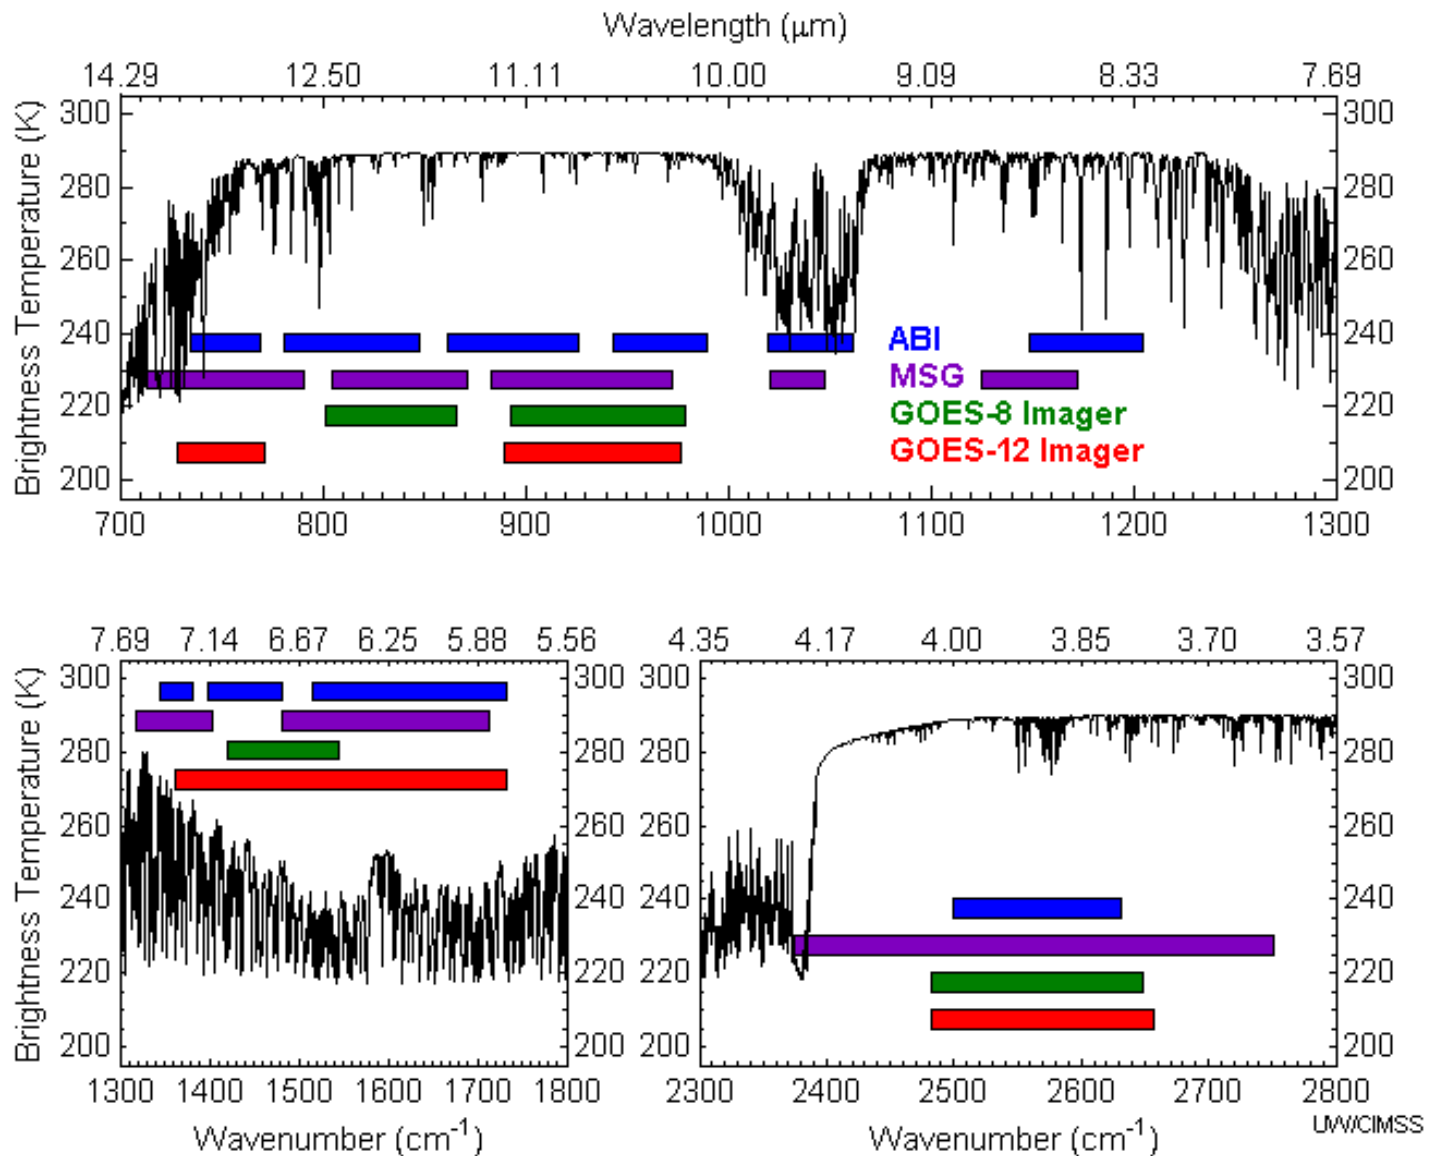 Wavelength (μm)
14.29 12.50 11.11 10.00 9.09 8.33 7.69
Brightness Temperature (K)
300 300
280 280
260 260
240 ABI 240
MSG
220 GOES-8 Imager 220
GOES-12 Imager
200 200
700 800 900 1000 1100 1200 1300
7.69 7.14 6.67 6.25 5.88 5.56 4.35 4.17 4.00 3.85 3.70 3.57
Brightness Temperature (K)
300 300 300 300
280 280 280 280
260 260 260 260
240 240 240 240
220 220 220 220
200 200 200 200
1300 1400 1500 1600 1700 1800 2300 2400 2500 2600 2700 2800
Wavenumber (cm⁻¹) Wavenumber (cm⁻¹)
UW/CIMSS